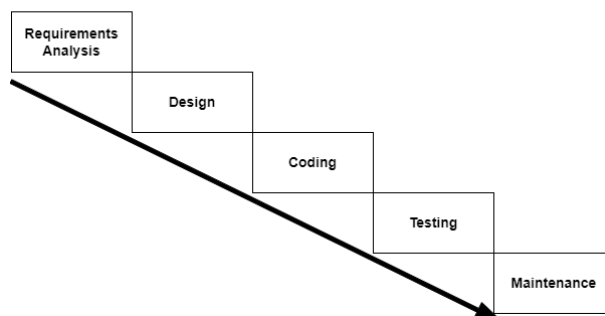 Requirements
Analysis
Design
Coding
Testing
Maintenance